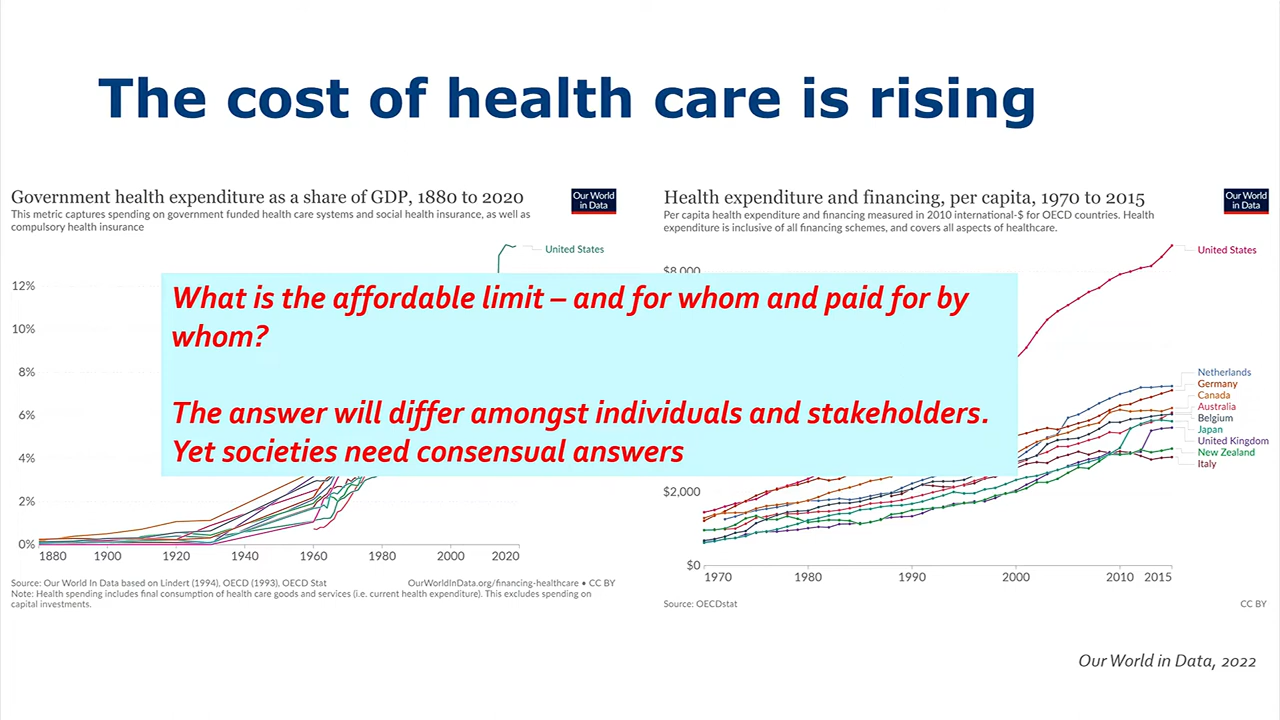 The cost of health care is rising
Government health expenditure as a share of GDP, 1880 to 2020
This metric captures spending on government funded health care systems and social health insurance, as well as
compulsory health insurance
Our World
in Data
United States
12%
10%
8%
6%
4%
2%
0%
1880
1900
1920
1940
1960
1980
2000
2020
Source: Our World In Data based on Lindert (1994), OECD (1993), OECD Stat
OurWorldInData.org/financing-healthcare • CC BY
Note: Health spending includes final consumption of health care goods and services (i.e. current health expenditure). This excludes spending on
capital investments.
Health expenditure and financing, per capita, 1970 to 2015
Per capita health expenditure and financing measured in 2010 international-$ for OECD countries. Health
expenditure is inclusive of all financing schemes, and covers all aspects of healthcare.
Our World
in Data
$8,000
United States
What is the affordable limit – and for whom and paid for by
whom?
The answer will differ amongst individuals and stakeholders.
Yet societies need consensual answers
Netherlands
Germany
Canada
Australia
Belgium
Japan
United Kingdom
New Zealand
Italy
$2,000
$0
1970
1980
1990
2000
2010
2015
Source: OECDstat
CC BY
Our World in Data, 2022